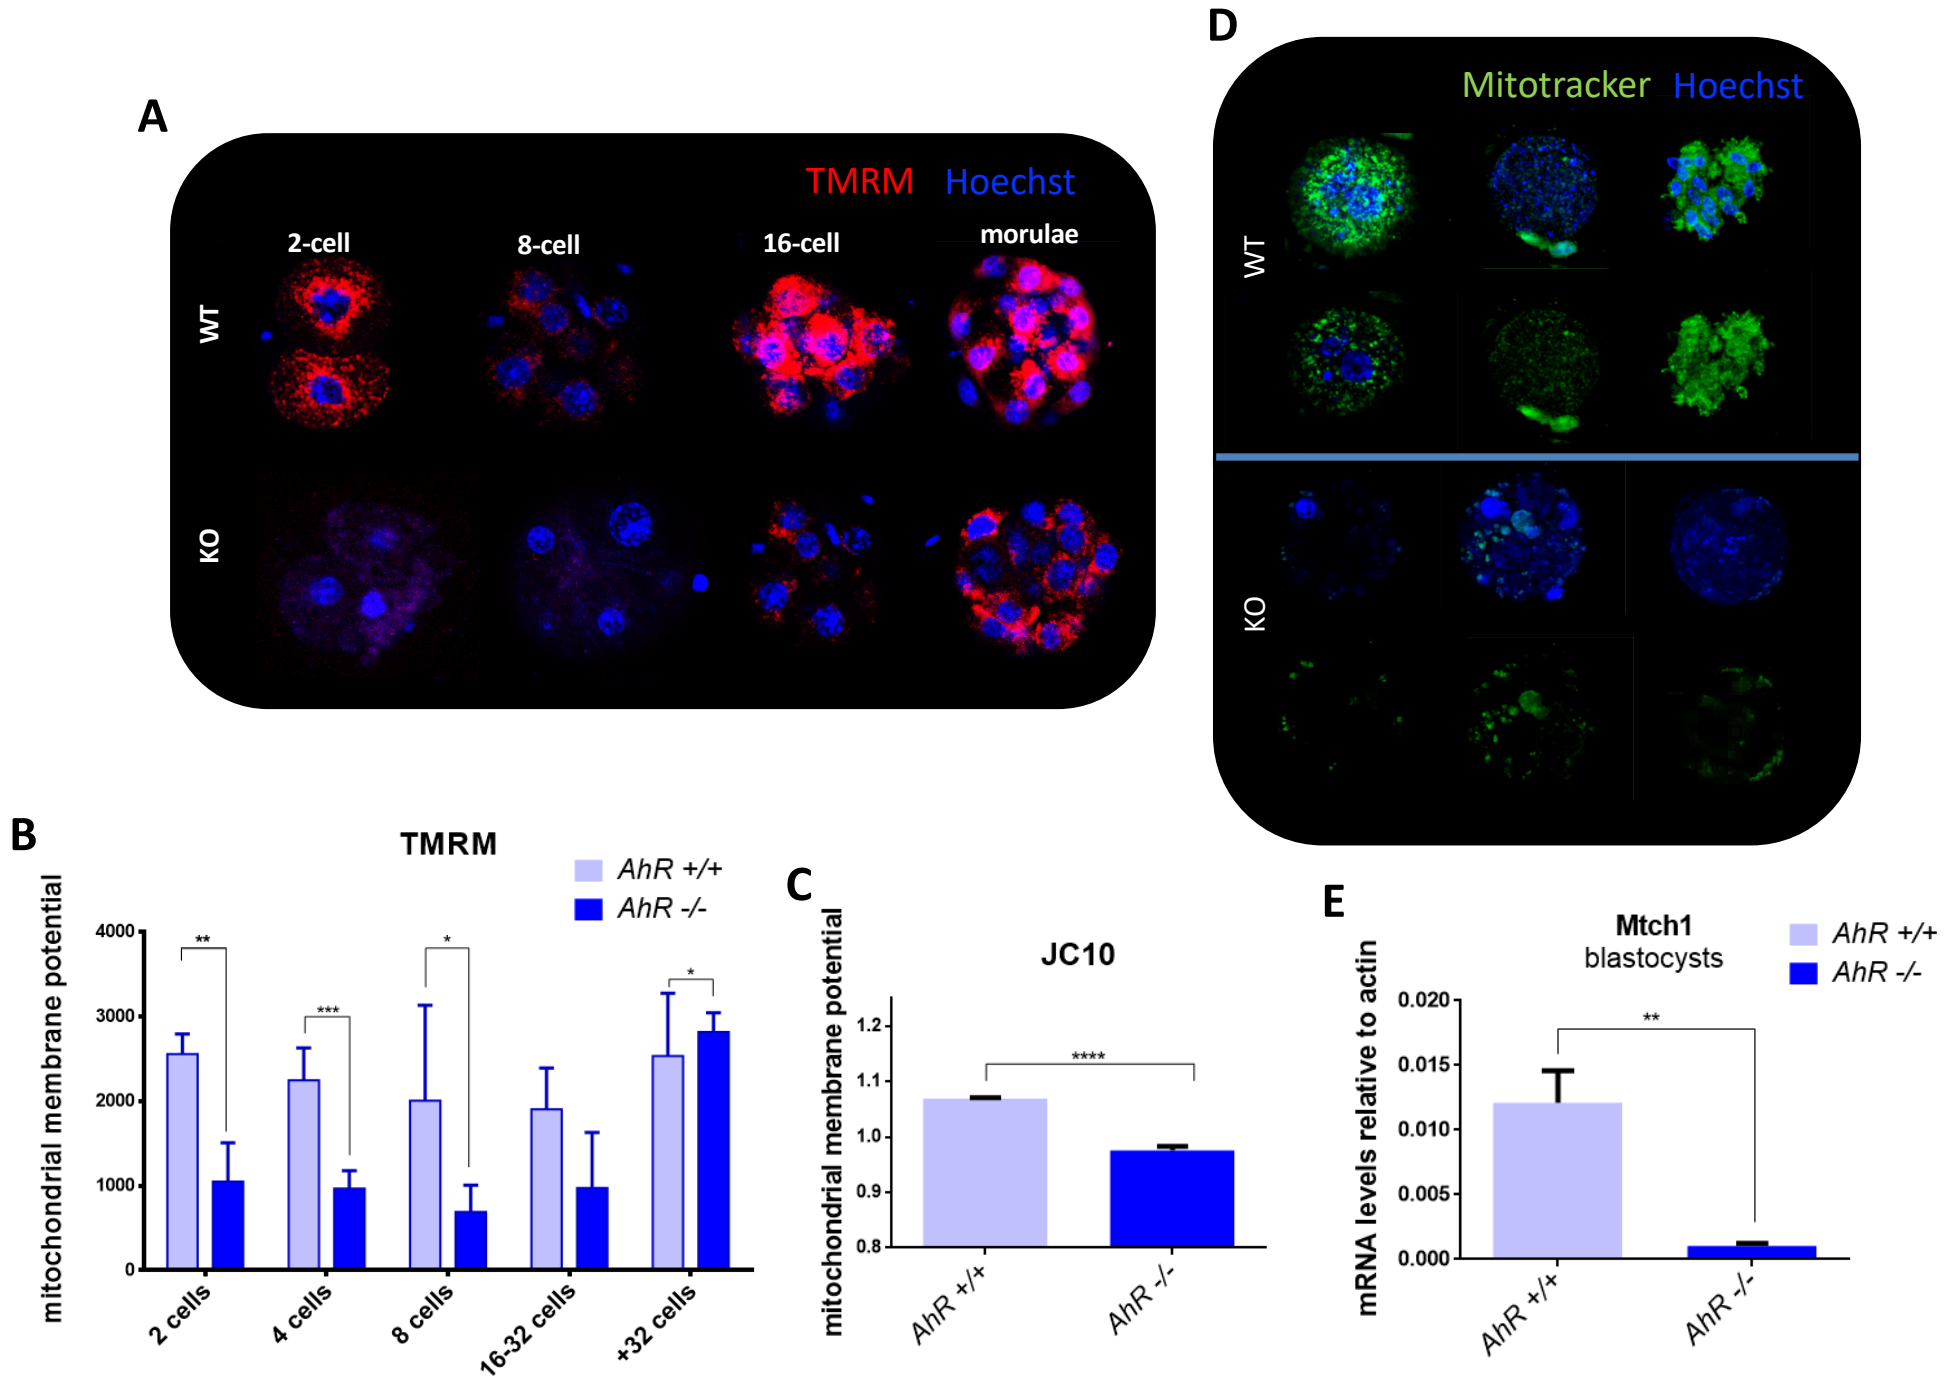 A
TMRM Hoechst
2-cell 8-cell 16-cell morulae
WT
KO
D
Mitotracker Hoechst
WT
KO
B
TMRM
AhR +/+
AhR -/-
mitochondrial membrane potential
4000
3000
2000
1000
0
** *** * *
2 cells 4 cells 8 cells 16-32 cells +32 cells
C
JC10
mitochondrial membrane potential
1.2
1.1
1.0
0.9
0.8
****
AhR +/+ AhR -/-
E
Mtch1
blastocysts
AhR +/+
AhR -/-
mRNA levels relative to actin
0.020
0.015
0.010
0.005
0.000
**
AhR +/+ AhR -/-